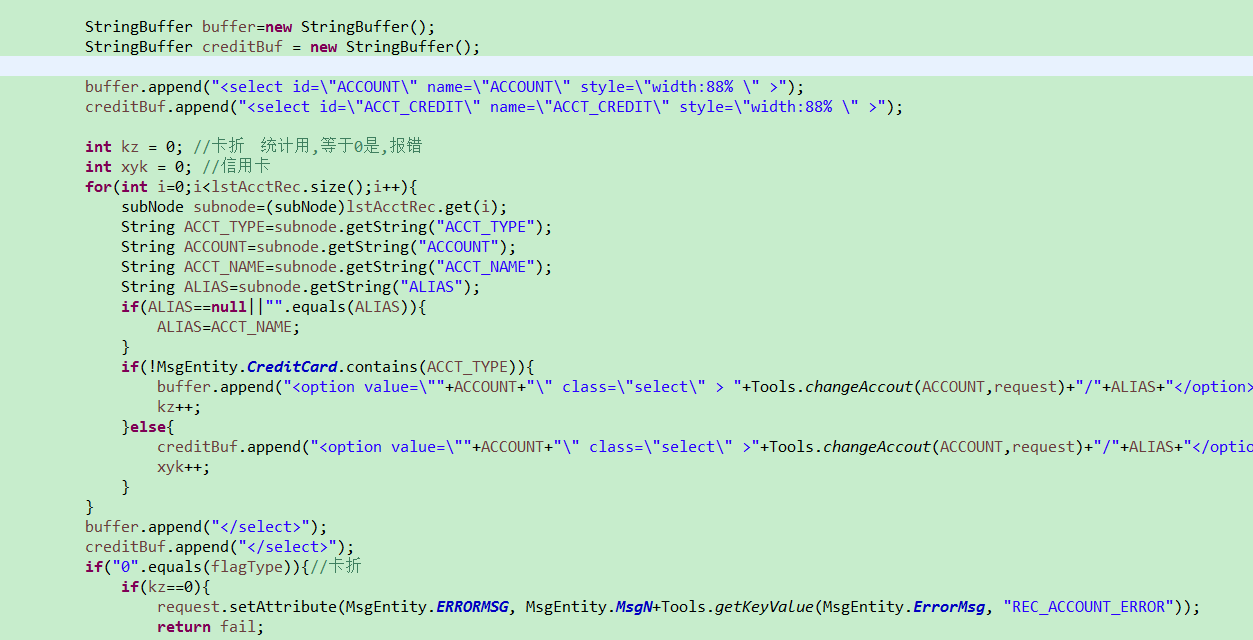 StringBuffer buffer=new StringBuffer();
StringBuffer creditBuf = new StringBuffer();
buffer.append("<select id=\"ACCOUNT\" name=\"ACCOUNT\" style=\"width:88% \" >");
creditBuf.append("<select id=\"ACCT_CREDIT\" name=\"ACCT_CREDIT\" style=\"width:88% \" >");
int kz = 0; //卡折  统计用,等于0是,报错
int xyk = 0; //信用卡
for(int i=0;i<lstAcctRec.size();i++){
subNode subnode=(subNode)lstAcctRec.get(i);
String ACCT_TYPE=subnode.getString("ACCT_TYPE");
String ACCOUNT=subnode.getString("ACCOUNT");
String ACCT_NAME=subnode.getString("ACCT_NAME");
String ALIAS=subnode.getString("ALIAS");
if(ALIAS==null||"".equals(ALIAS)){
ALIAS=ACCT_NAME;
}
if(!MsgEntity.CreditCard.contains(ACCT_TYPE)){
buffer.append("<option value=\""+ACCOUNT+"\" class=\"select\" > "+Tools.changeAccout(ACCOUNT,request)+"/"+ALIAS+"</option>
kz++;
}else{
creditBuf.append("<option value=\""+ACCOUNT+"\" class=\"select\" >"+Tools.changeAccout(ACCOUNT,request)+"/"+ALIAS+"</optio
xyk++;
}
}
buffer.append("</select>");
creditBuf.append("</select>");
if("0".equals(flagType)){//卡折
if(kz==0){
request.setAttribute(MsgEntity.ERRORMSG, MsgEntity.MsgN+Tools.getKeyValue(MsgEntity.ErrorMsg, "REC_ACCOUNT_ERROR"));
return fail;